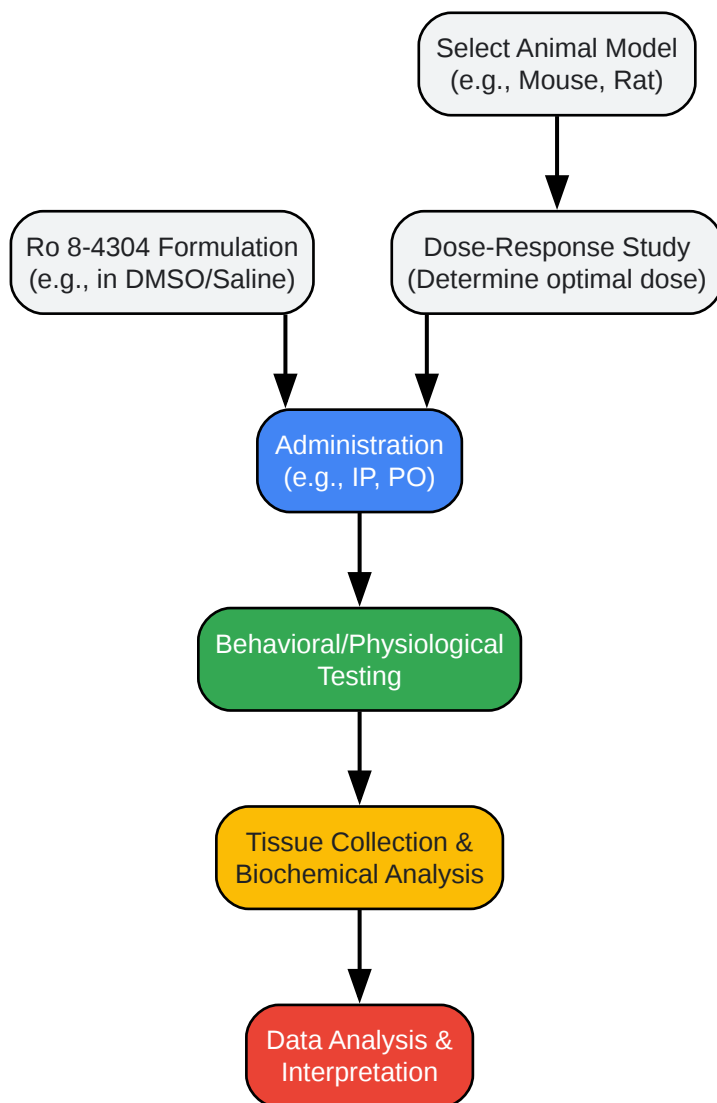 Select Animal Model
(e.g., Mouse, Rat)
Ro 8-4304 Formulation
(e.g., in DMSO/Saline)
Dose-Response Study
(Determine optimal dose)
Administration
(e.g., IP, PO)
Behavioral/Physiological
Testing
Tissue Collection &
Biochemical Analysis
Data Analysis &
Interpretation